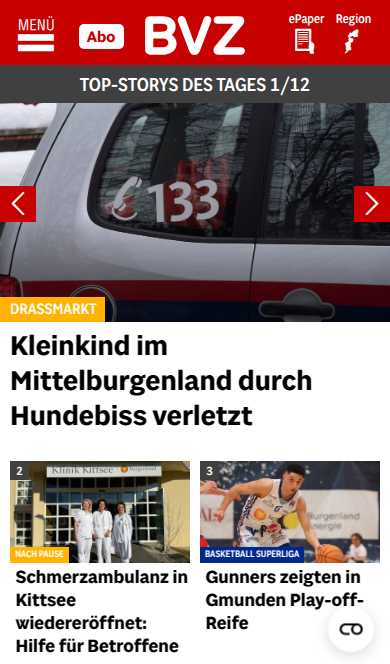 MENÜ
Abo
BVZ
ePaper
Region
TOP-STORYS DES TAGES 1/12
133
DRASSMARKT
Kleinkind im
Mittelburgenland durch
Hundebiss verletzt
2
Klinik Kittsee
NACH PAUSE
Schmerzambulanz in
Kittsee
wiedereröffnet:
Hilfe für Betroffene
3
BASKETBALL SUPERLIGA
Gunners zeigten in
Gmunden Play-off-
Reife